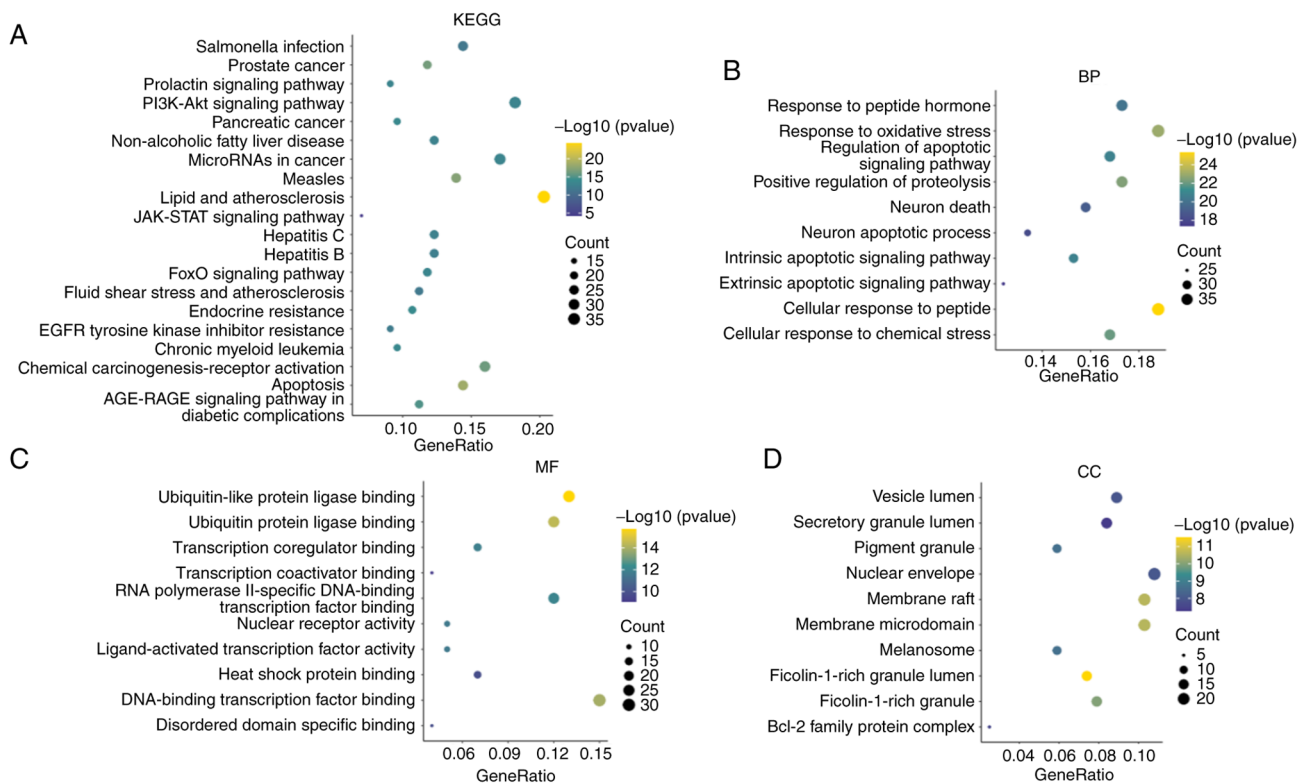 A
KEGG
Salmonella infection
Prostate cancer
Prolactin signaling pathway
PI3K-Akt signaling pathway
Pancreatic cancer
Non-alcoholic fatty liver disease
MicroRNAs in cancer
Measles
Lipid and atherosclerosis
JAK-STAT signaling pathway
Hepatitis C
Hepatitis B
FoxO signaling pathway
Fluid shear stress and atherosclerosis
Endocrine resistance
EGFR tyrosine kinase inhibitor resistance
Chronic myeloid leukemia
Chemical carcinogenesis-receptor activation
Apoptosis
AGE-RAGE signaling pathway in
diabetic complications
0.10 0.15 0.20
GeneRatio
−Log10 (pvalue)
20
15
10
5
Count
15
20
25
30
35
B
BP
Response to peptide hormone
Response to oxidative stress
Regulation of apoptotic
signaling pathway
Positive regulation of proteolysis
Neuron death
Neuron apoptotic process
Intrinsic apoptotic signaling pathway
Extrinsic apoptotic signaling pathway
Cellular response to peptide
Cellular response to chemical stress
0.14 0.16 0.18
GeneRatio
−Log10 (pvalue)
24
22
20
18
Count
25
30
35
C
MF
Ubiquitin-like protein ligase binding
Ubiquitin protein ligase binding
Transcription coregulator binding
Transcription coactivator binding
RNA polymerase II-specific DNA-binding
transcription factor binding
Nuclear receptor activity
Ligand-activated transcription factor activity
Heat shock protein binding
DNA-binding transcription factor binding
Disordered domain specific binding
0.06 0.09 0.12 0.15
GeneRatio
−Log10 (pvalue)
14
12
10
Count
10
15
20
25
30
D
CC
Vesicle lumen
Secretory granule lumen
Pigment granule
Nuclear envelope
Membrane raft
Membrane microdomain
Melanosome
Ficolin-1-rich granule lumen
Ficolin-1-rich granule
Bcl-2 family protein complex
0.04 0.06 0.08 0.10
GeneRatio
−Log10 (pvalue)
11
10
9
8
Count
5
10
15
20